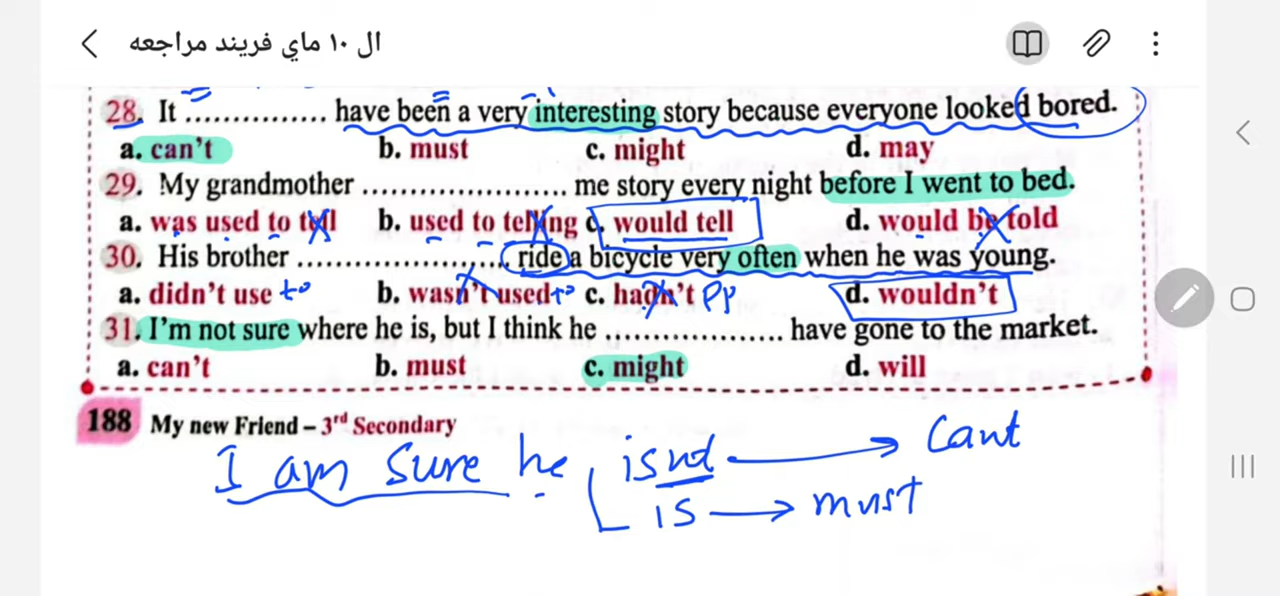 ال ١٠ ماي فريند مراجعه
28. It ............... have been a very interesting story because everyone looked bored.
a. can't b. must c. might d. may
29. My grandmother ...................... me story every night before I went to bed.
a. was used to tell b. used to telling c. would tell d. would be told
30. His brother ...................... ride a bicycle very often when he was young.
a. didn't use to b. wasn't used to c. hadn't PP d. wouldn't
31. I'm not sure where he is, but I think he .................. have gone to the market.
a. can't b. must c. might d. will
188 My new Friend – 3rd Secondary
I am sure he isnot → Cant
is → must